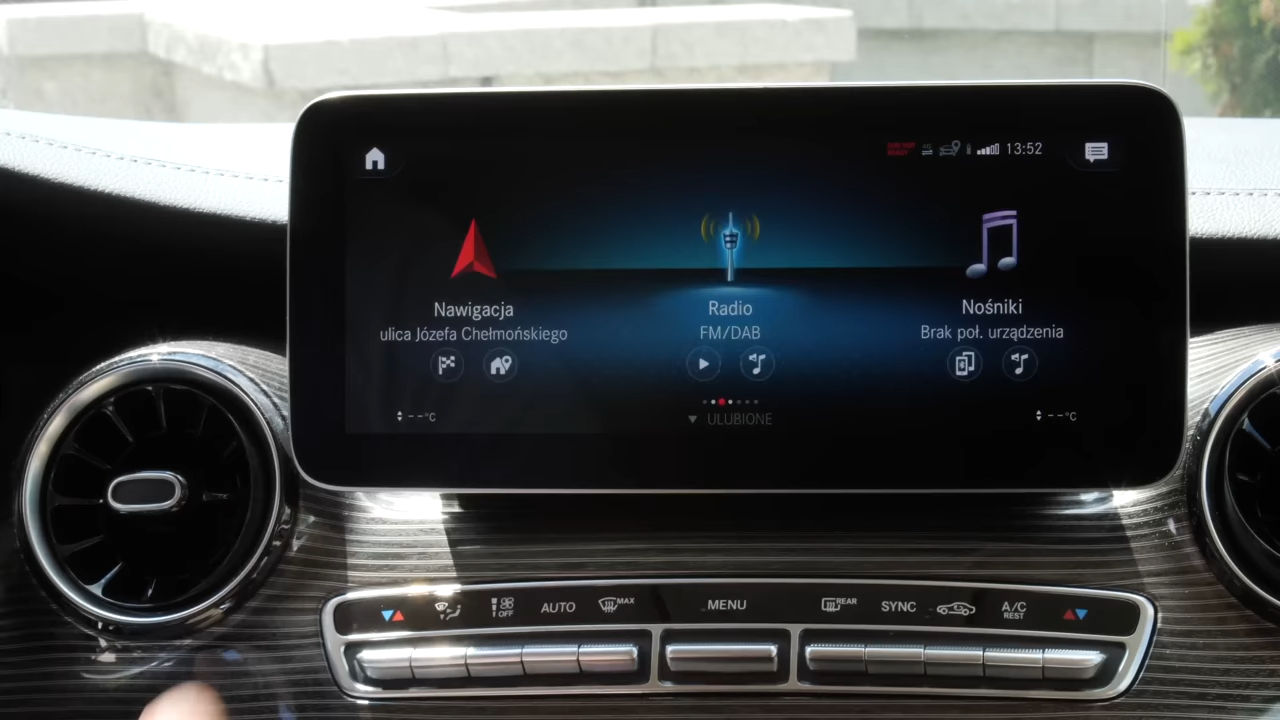 4G
13:52
Nawigacja
ulica Józefa Chełmońskiego
Radio
FM/DAB
Nośniki
Brak poł. urządzenia
--°C
ULUBIONE
--°C
OFF
AUTO
MAX
MENU
REAR
SYNC
A/C
REST